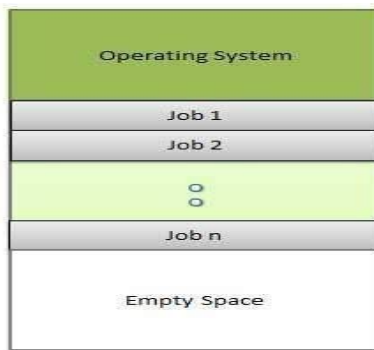 Operating System
Job 1
Job 2
Job n
Empty Space